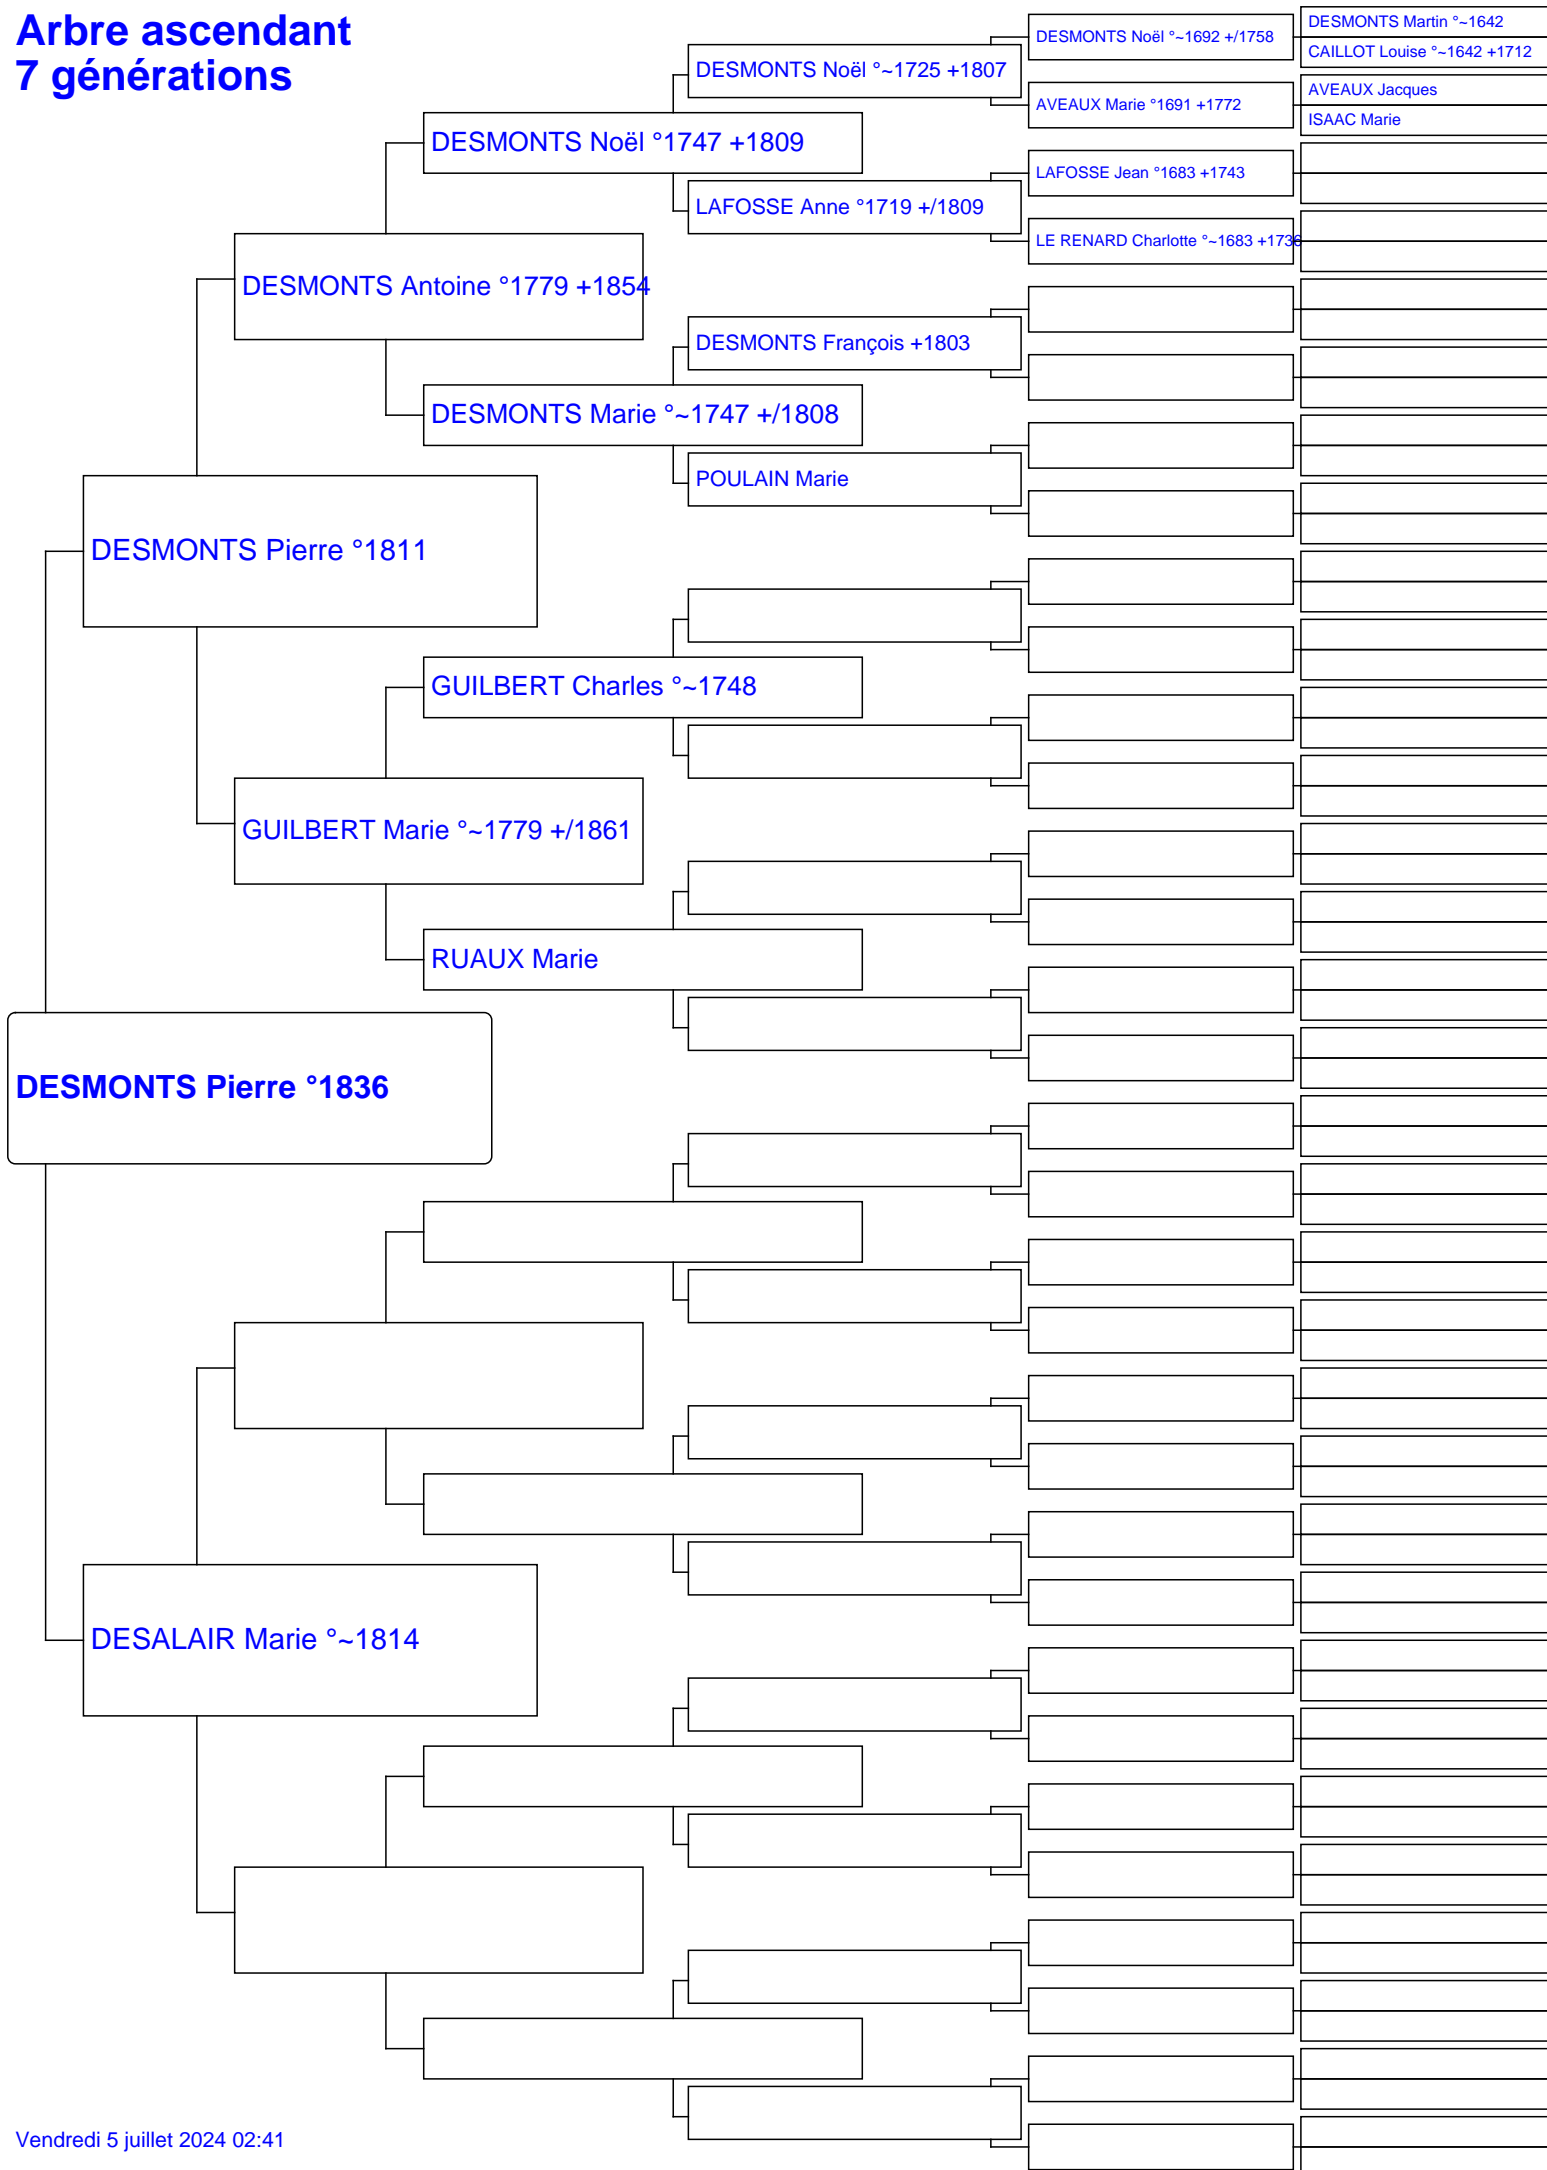 Arbre ascendant
7 générations
DESMONTS Martin °~1642
DESMONTS Noël °~1692 +/1758
CAILLOT Louise °~1642 +1712
DESMONTS Noël °~1725 +1807
AVEAUX Jacques
AVEAUX Marie °1691 +1772
ISAAC Marie
DESMONTS Noël °1747 +1809
LAFOSSE Jean °1683 +1743
LAFOSSE Anne °1719 +/1809
LE RENARD Charlotte °~1683 +1736
DESMONTS Antoine °1779 +1854
DESMONTS François +1803
DESMONTS Marie °~1747 +/1808
POULAIN Marie
DESMONTS Pierre °1811
GUILBERT Charles °~1748
GUILBERT Marie °~1779 +/1861
RUAUX Marie
DESMONTS Pierre °1836
DESALAIR Marie °~1814
Vendredi 5 juillet 2024 02:41